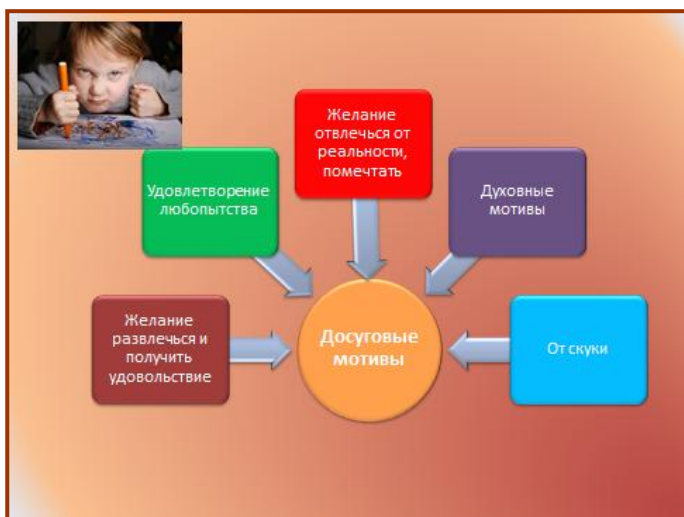 Желание
отвлечься от
реальности,
помечтать
Удовлетворение
любопытства
Духовные
мотивы
Желание
развлечься и
получить
удовольствие
Досуговые
мотивы
От скуки